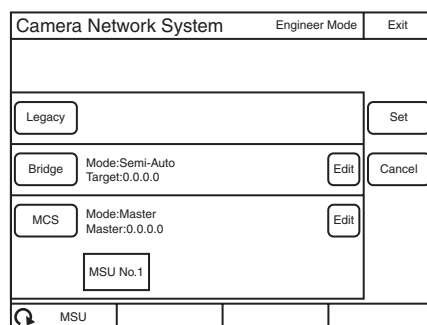 Camera Network System Engineer Mode Exit
Legacy Set
Bridge Mode:Semi-Auto Edit Cancel
Target:0.0.0.0
MCS Mode:Master Edit
Master:0.0.0.0
MSU No.1
MSU